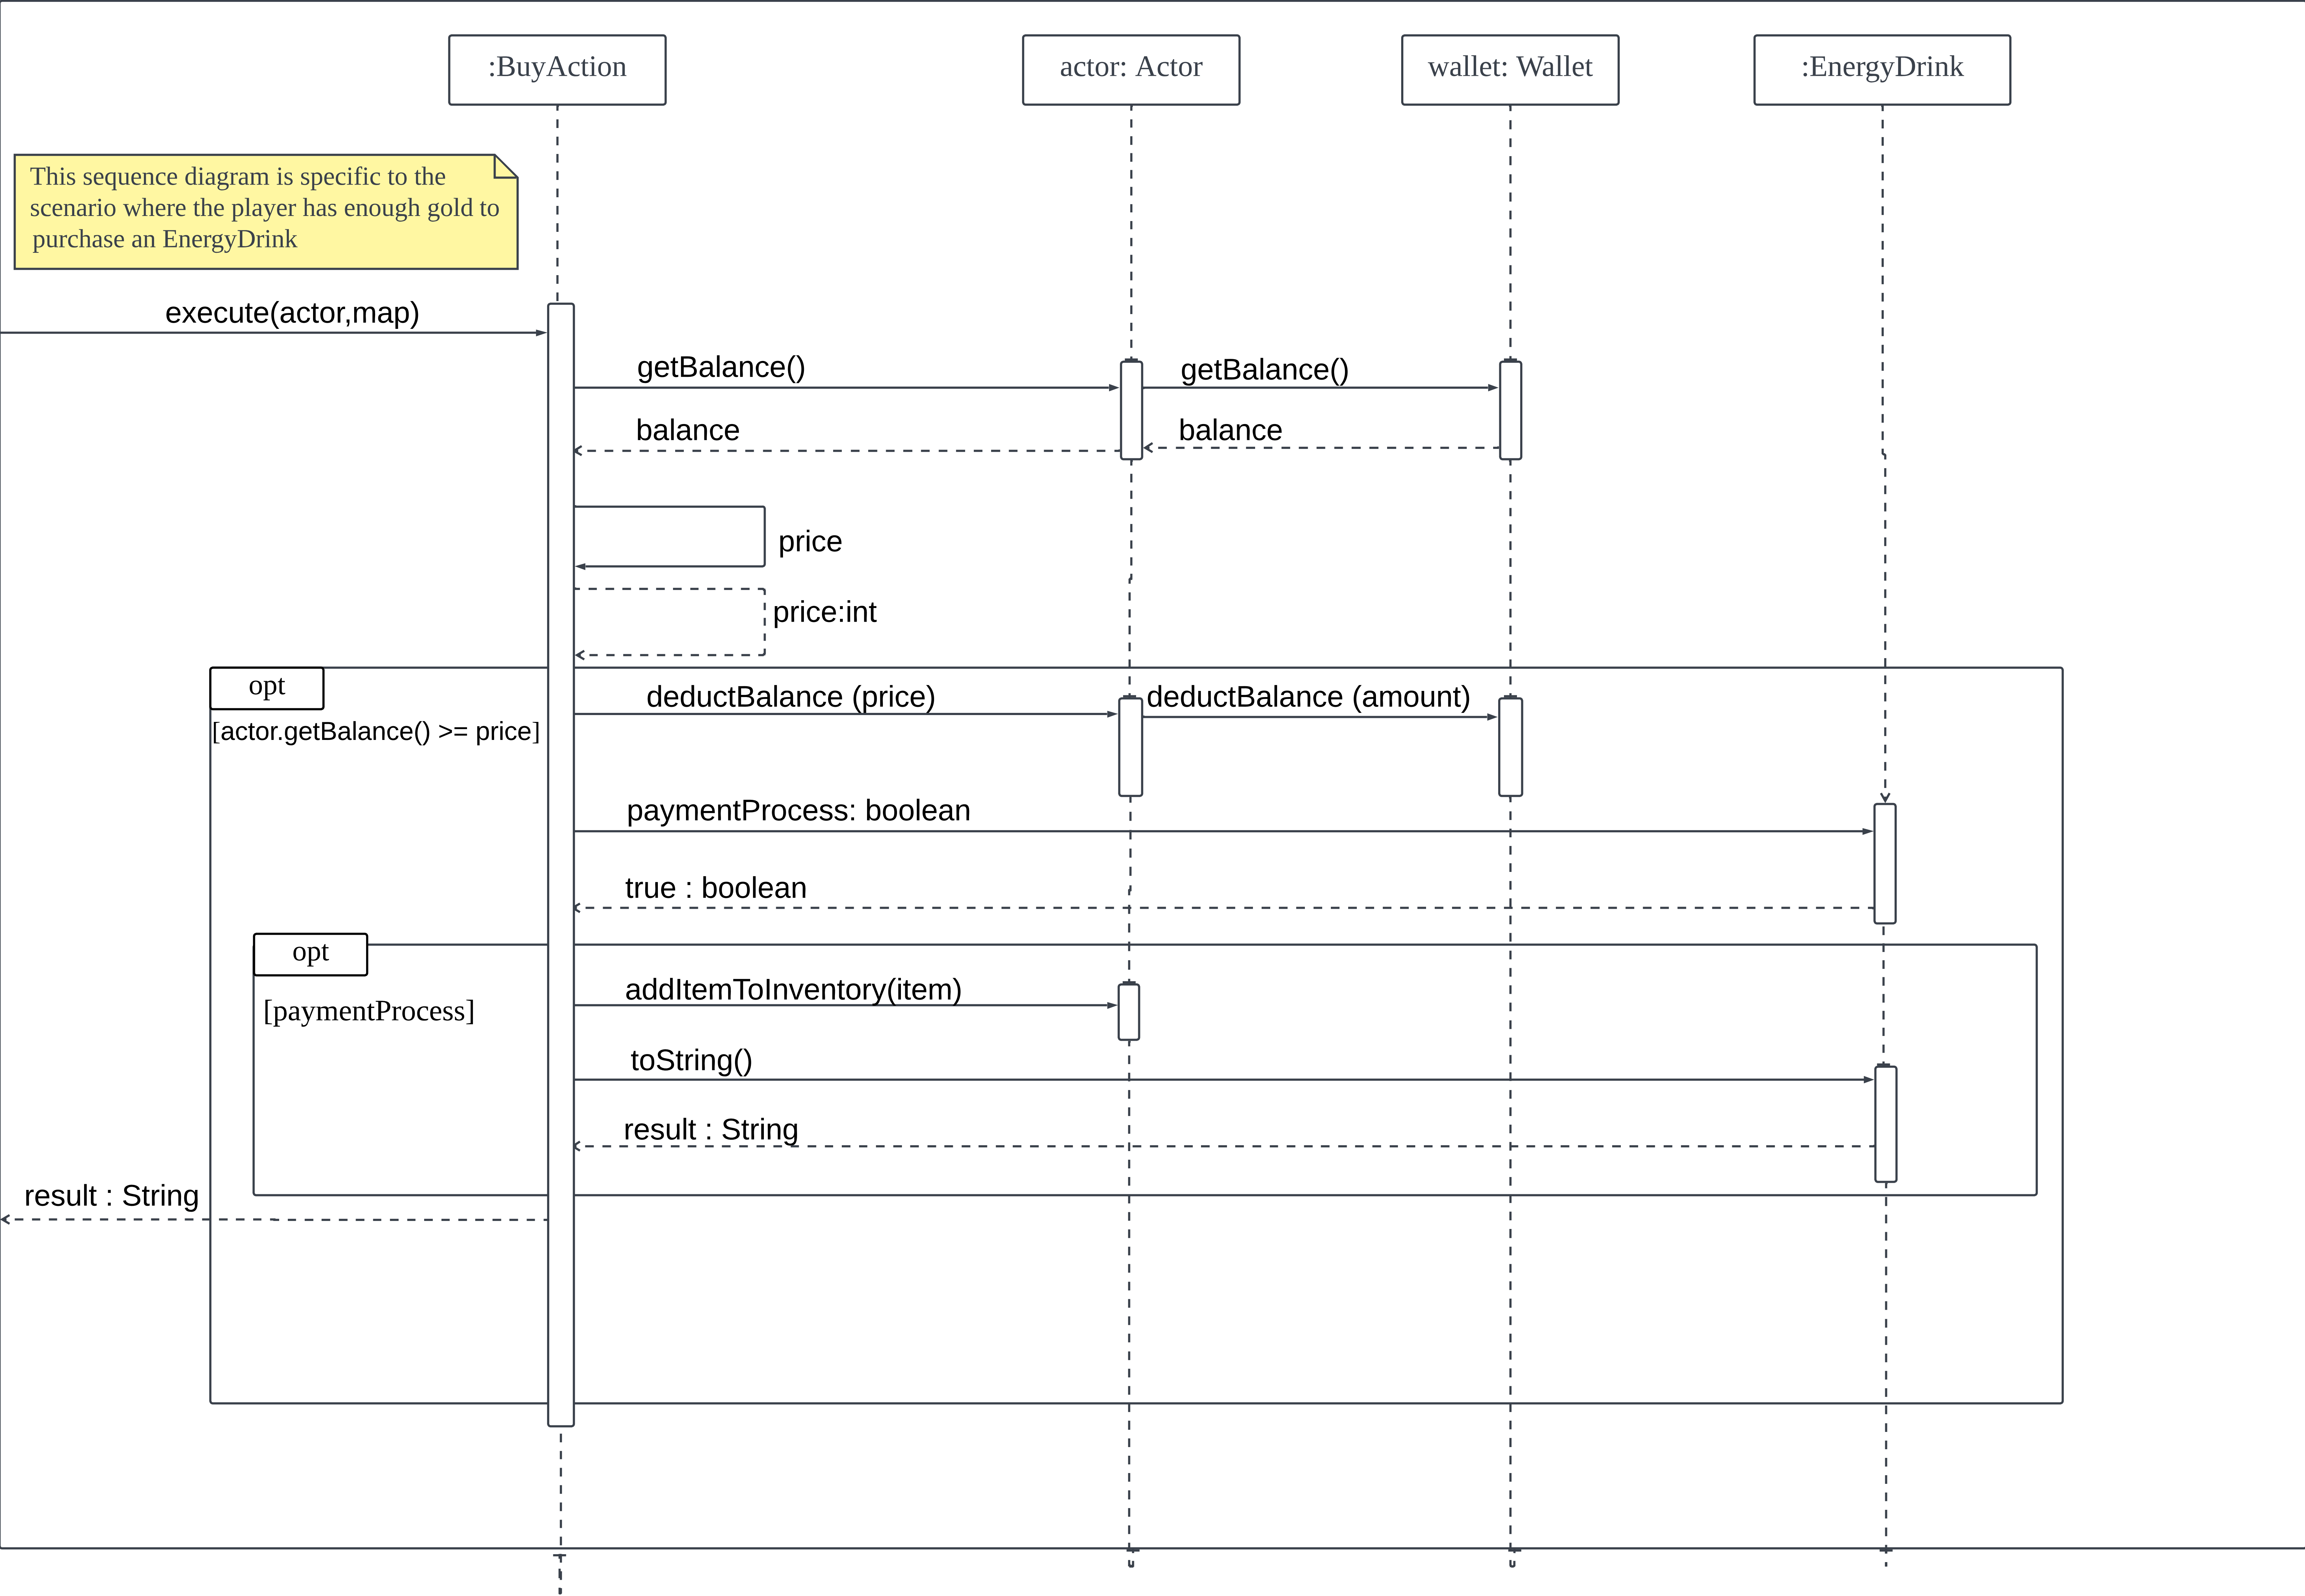 :BuyAction
actor: Actor
wallet: Wallet
:EnergyDrink
This sequence diagram is specific to the
scenario where the player has enough gold to
purchase an EnergyDrink
execute(actor,map)
getBalance()
getBalance()
balance
balance
price
price:int
opt
deductBalance (price)
deductBalance (amount)
[actor.getBalance() >= price]
paymentProcess: boolean
true : boolean
opt
addItemToInventory(item)
[paymentProcess]
toString()
result : String
result : String